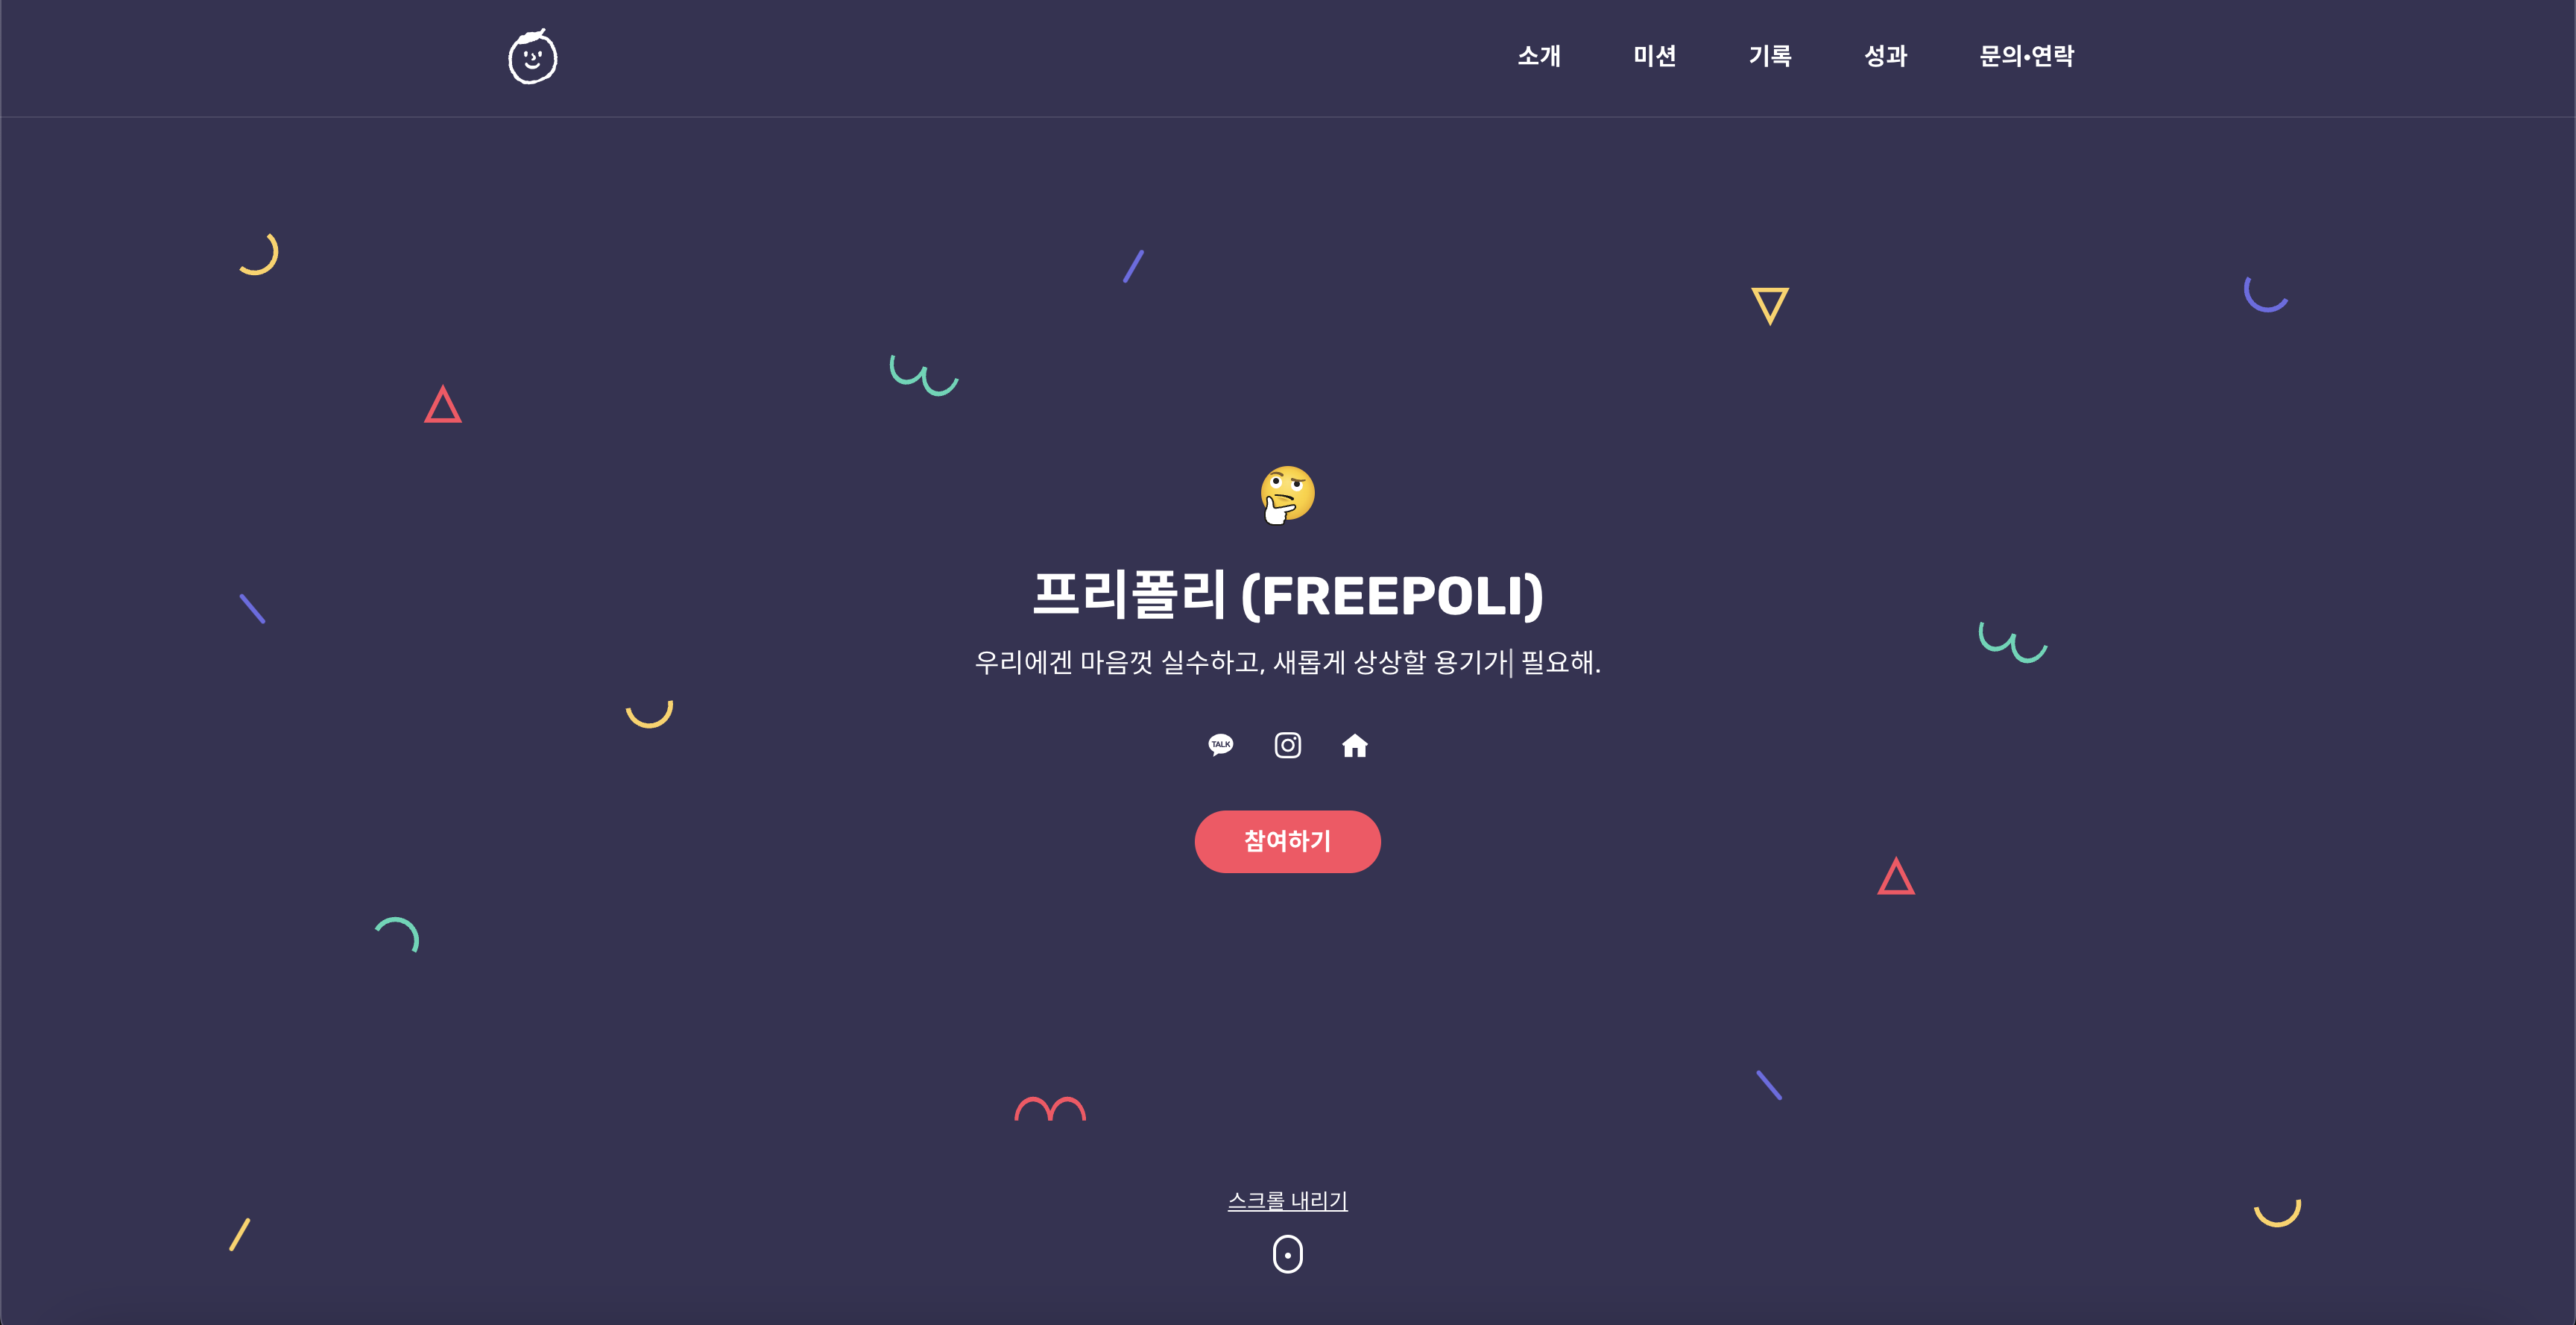 소개 미션 기록 성과 문의•연락
프리폴리 (FREEPOLI)
우리에겐 마음껏 실수하고, 새롭게 상상할 용기가 필요해.
TALK
참여하기
스크롤 내리기